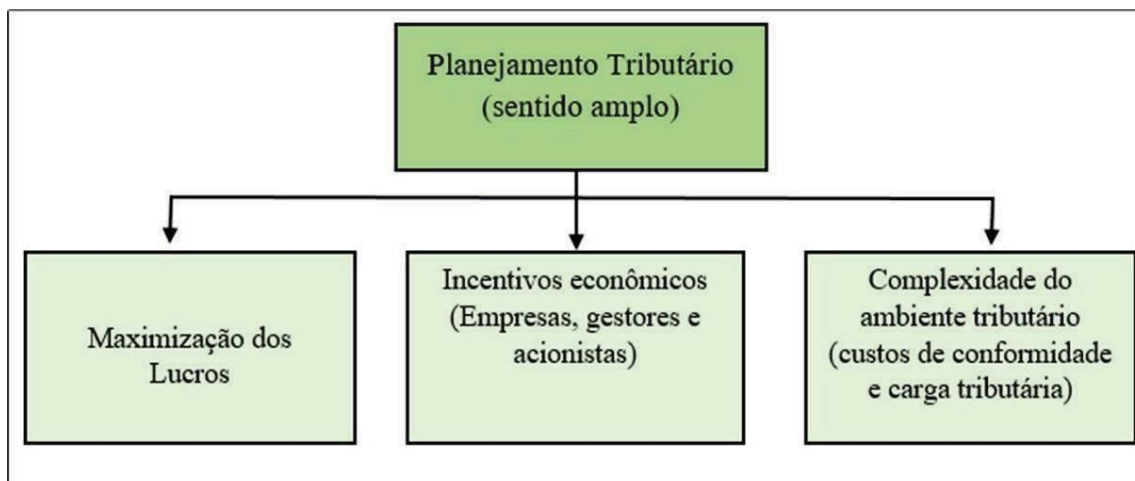 Planejamento Tributário
(sentido amplo)
Maximização dos
Lucros
Incentivos econômicos
(Empresas, gestores e
acionistas)
Complexidade do
ambiente tributário
(custos de conformidade
e carga tributária)